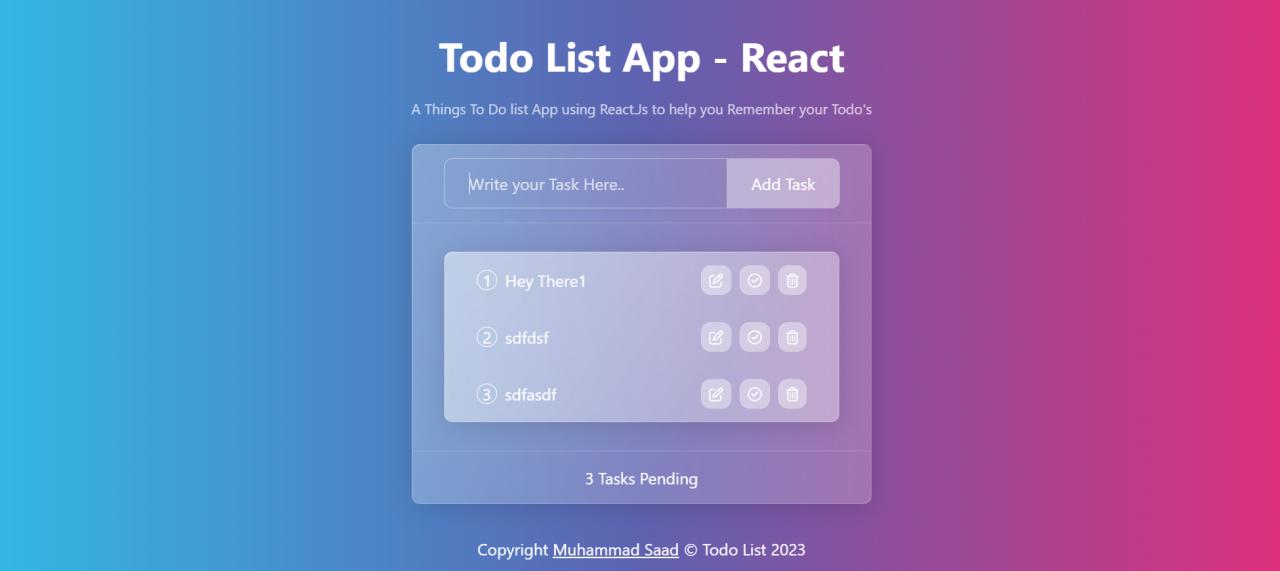 Todo List App - React
A Things To Do list App using ReactJs to help you Remember your Todo's
Write your Task Here..
Add Task
1 Hey There1
2 sdfdsf
3 sdfasdf
3 Tasks Pending
Copyright Muhammad Saad © Todo List 2023